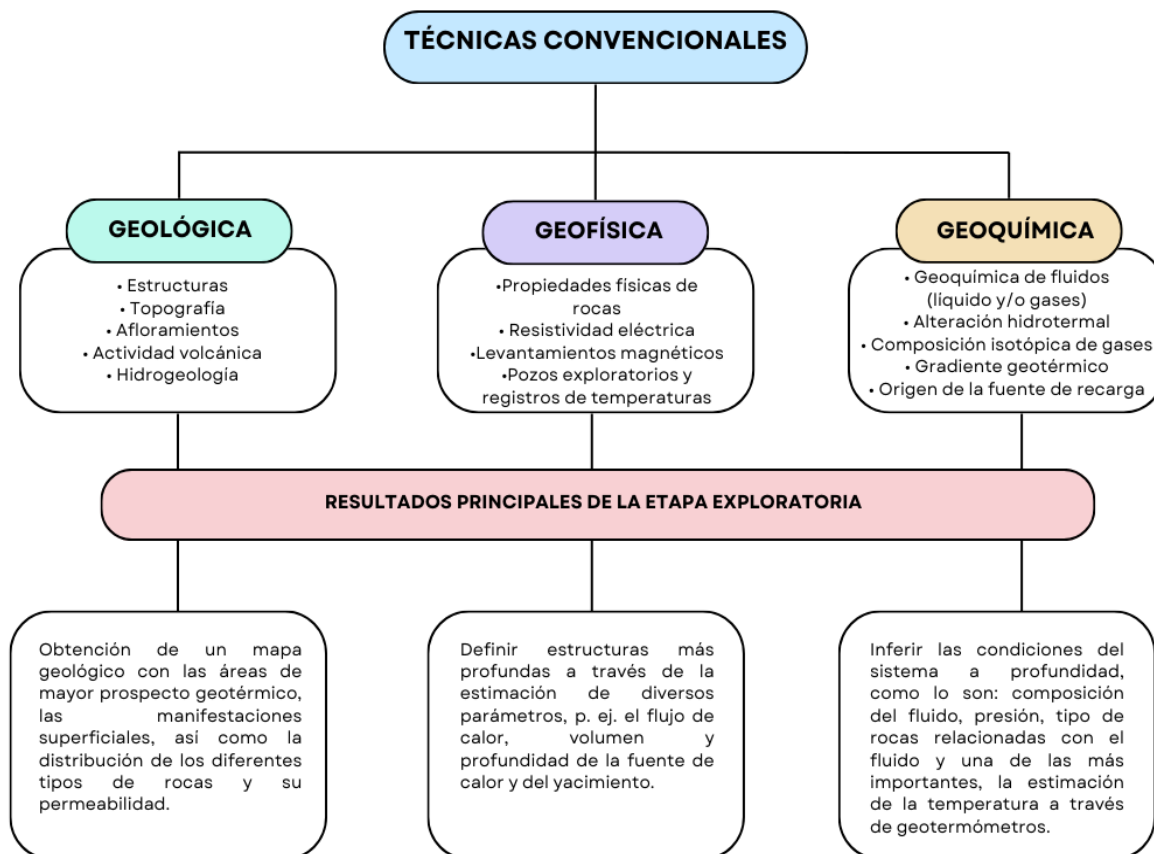 TÉCNICAS CONVENCIONALES
GEOLÓGICA
• Estructuras
• Topografía
• Afloramientos
• Actividad volcánica
• Hidrogeología
GEOFÍSICA
•Propiedades físicas de
rocas
• Resistividad eléctrica
•Levantamientos magnéticos
•Pozos exploratorios y
registros de temperaturas
GEOQUÍMICA
• Geoquímica de fluidos
(líquido y/o gases)
• Alteración hidrotermal
• Composición isotópica de gases
• Gradiente geotérmico
• Origen de la fuente de recarga
RESULTADOS PRINCIPALES DE LA ETAPA EXPLORATORIA
Obtención de un mapa
geológico con las áreas de
mayor prospecto geotérmico,
las manifestaciones
superficiales, así como la
distribución de los diferentes
tipos de rocas y su
permeabilidad.
Definir estructuras más
profundas a través de la
estimación de diversos
parámetros, p. ej. el flujo de
calor, volumen y
profundidad de la fuente de
calor y del yacimiento.
Inferir las condiciones del
sistema a profundidad,
como lo son: composición
del fluido, presión, tipo de
rocas relacionadas con el
fluido y una de las más
importantes, la estimación
de la temperatura a través
de geotermómetros.